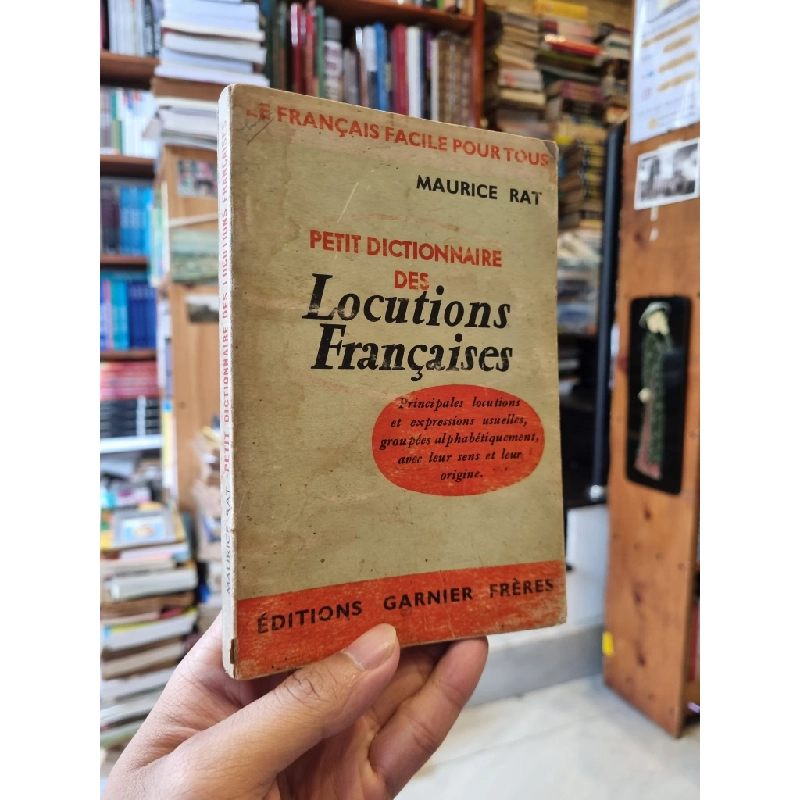 LE FRANÇAIS FACILE POUR TOUS
MAURICE RAT
PETIT DICTIONNAIRE
DES
Locutions
Françaises
Principales locutions
et expressions usuelles,
groupées alphabétiquement,
avec leur sens et leur
origine.
ÉDITIONS GARNIER FRÈRES
MAURICE RAT PETIT DICTIONNAIRE DES LOCUTIONS FRANÇAISES